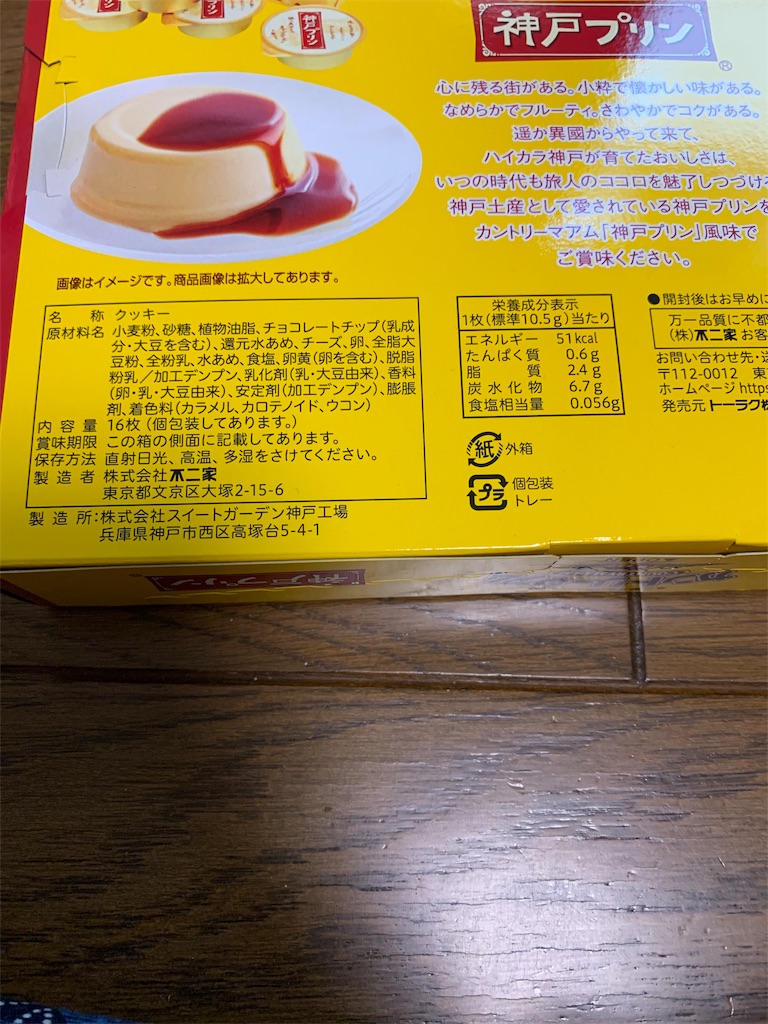 神戸プリン
神戸プリン
心に残る街がある。小粋で懐かしい味がある。
なめらかでフルーティ。さわやかでコクがある。
遥か異國からやって来て、
ハイカラ神戸が育てたおいしさは、
いつの時代も旅人のココロを魅了しつづける
神戸土産として愛されている神戸プリンを
カントリーマアム「神戸プリン」風味で
ご賞味ください。
画像はイメージです。商品画像は拡大してあります。
名 称 クッキー
原材料名 小麦粉、砂糖、植物油脂、チョコレートチップ(乳成
分・大豆を含む)、還元水あめ、チーズ、卵、全脂大
豆粉、全粉乳、水あめ、食塩、卵黄(卵を含む)、脱脂
粉乳/加工デンプン、乳化剤(乳・大豆由来)、香料
(卵・乳・大豆由来)、安定剤(加工デンプン)、膨脹
剤、着色料(カラメル、カロテノイド、ウコン)
内容量 16枚(個包装してあります。)
賞味期限 この箱の側面に記載してあります。
保存方法 直射日光、高温、多湿をさけてください。
製造者 株式会社不二家
東京都文京区大塚2-15-6
製造所:株式会社スイートガーデン神戸工場
兵庫県神戸市西区高塚台5-4-1
栄養成分表示
1枚(標準10.5g)当たり
エネルギー 51kcal
たんぱく質 0.6g
脂質 2.4g
炭水化物 6.7g
食塩相当量 0.056g
紙 外箱
プラ 個包装
トレー
●開封後はお早めに
万一品質に不都
(株)不二家 お客
お問い合わせ先・送
〒112-0012 東
ホームページ https
発売元 トーラク株
神戸プリン